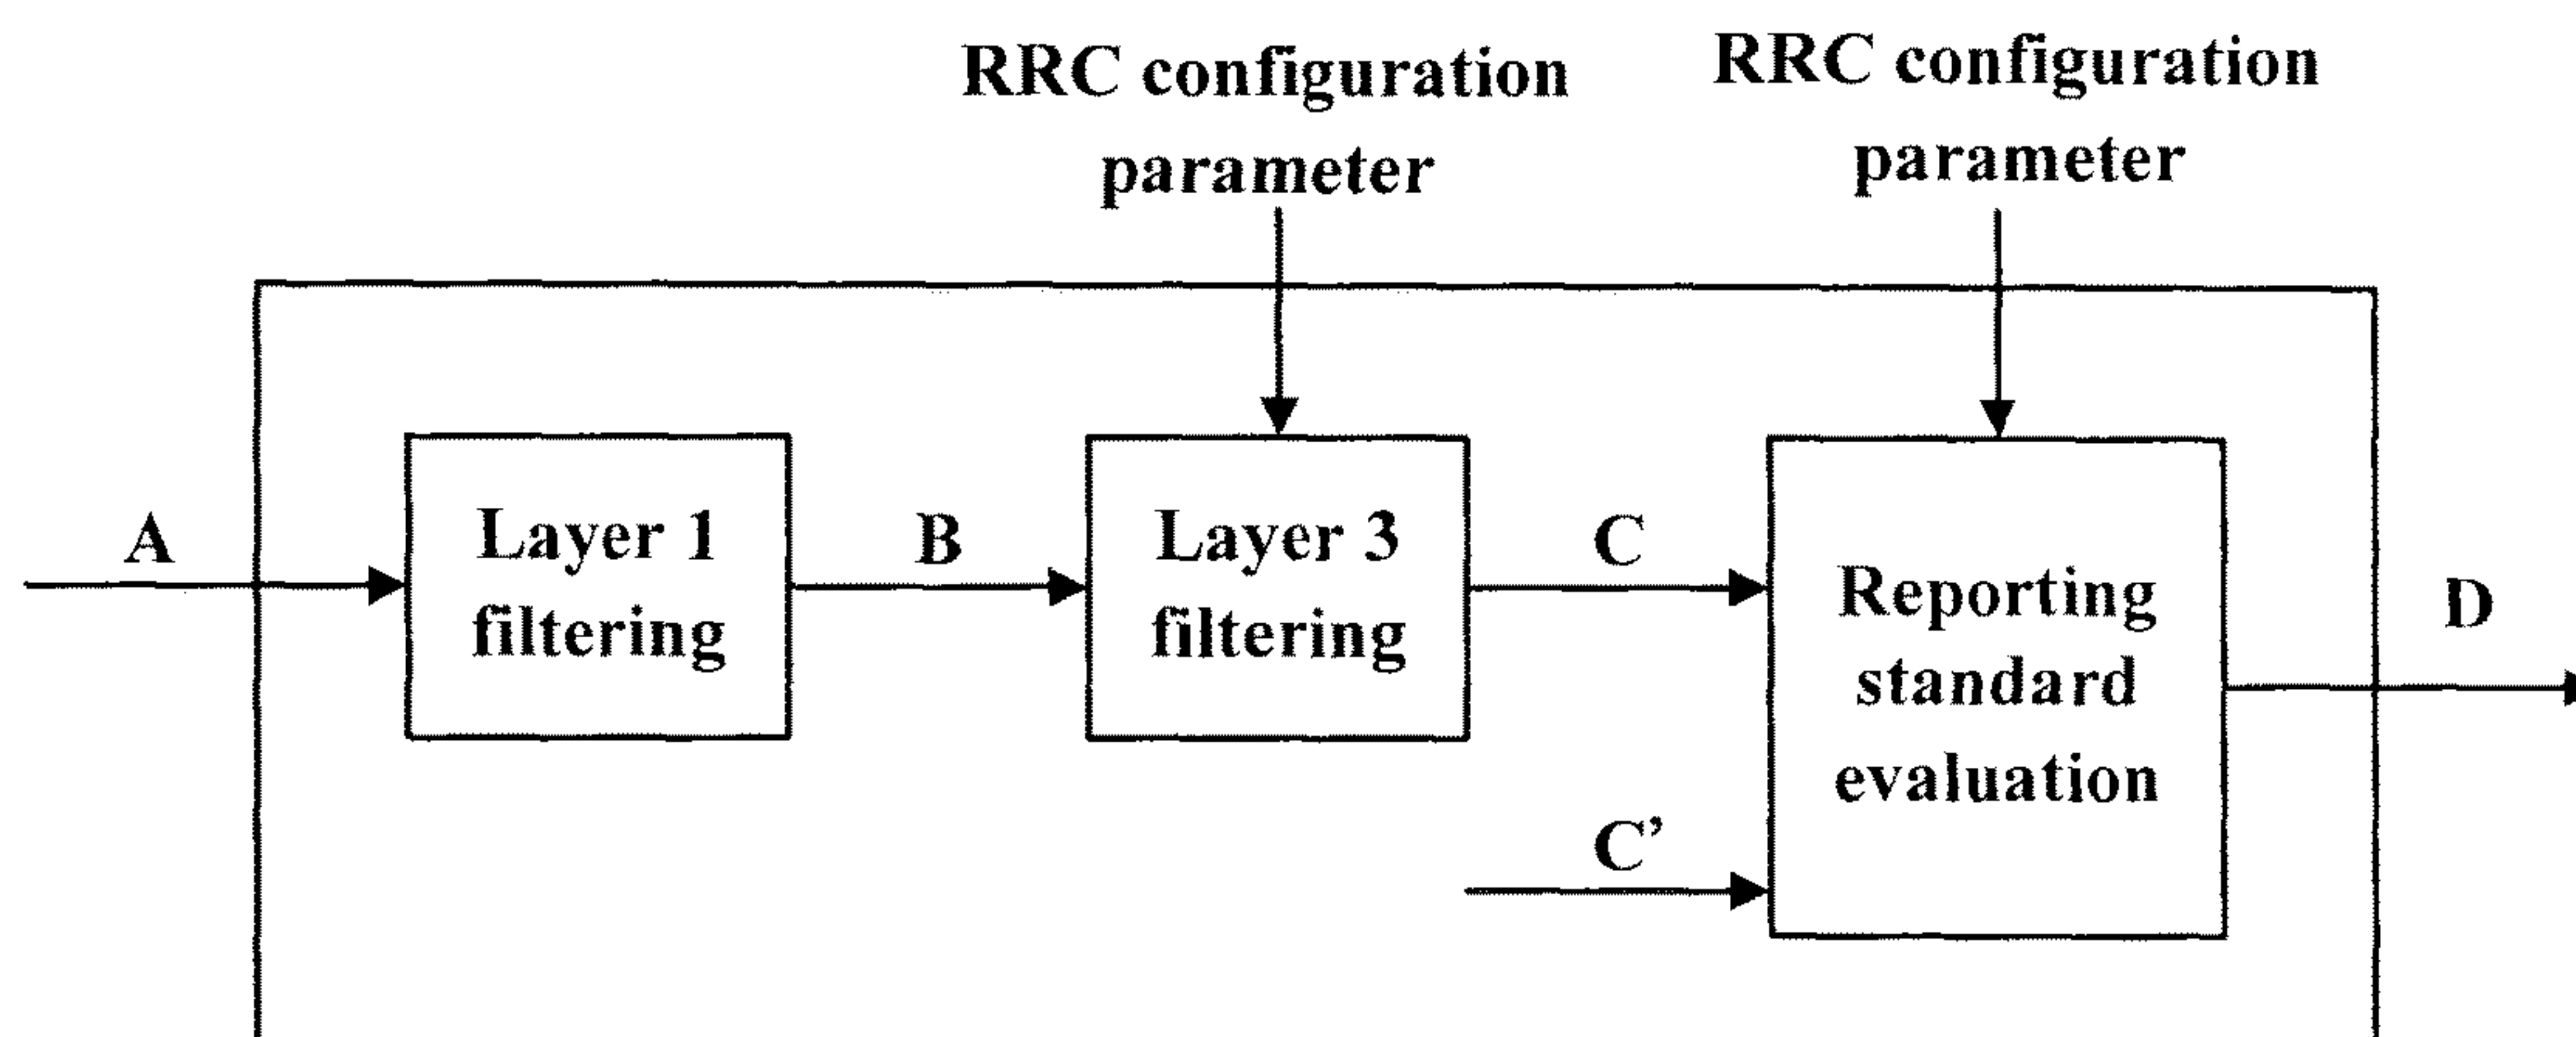 RRC configuration
parameter
RRC configuration
parameter
A
Layer 1
filtering
B
Layer 3
filtering
C
C’
Reporting
standard
evaluation
D